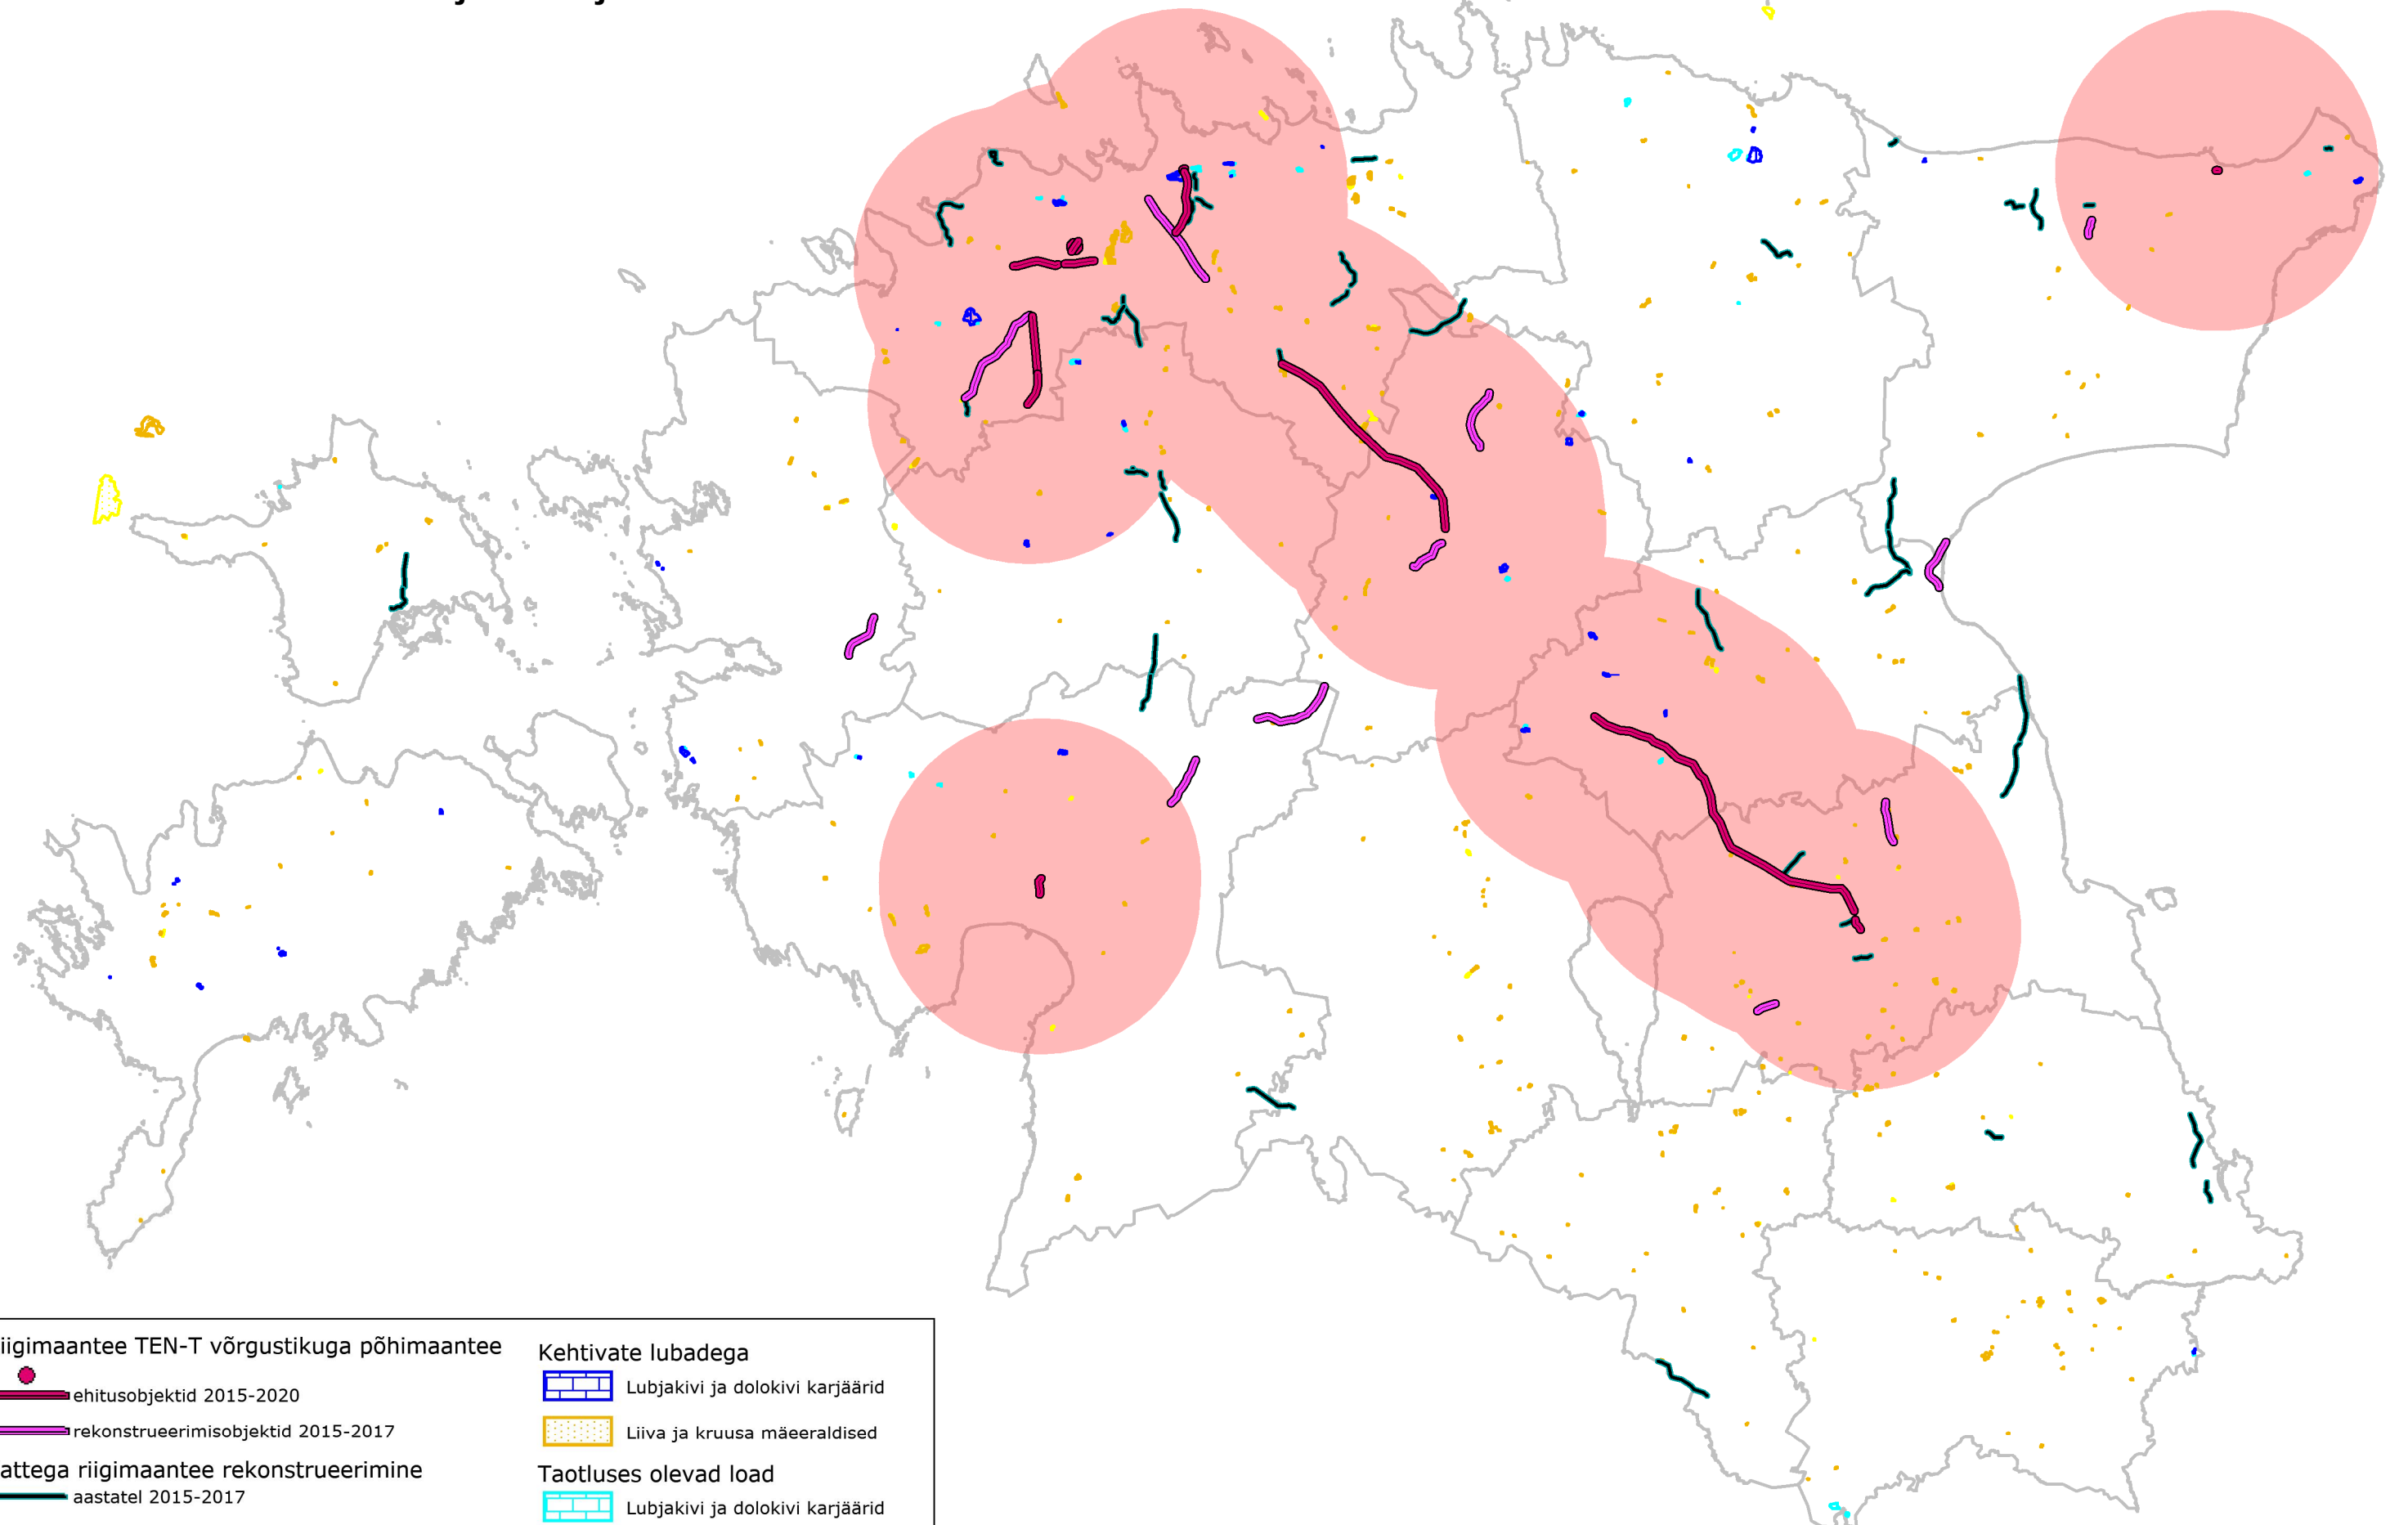 iigimaantee TEN-T võrgustikuga põhimaantee
ehitusobjektid 2015-2020
rekonstrueerimisobjektid 2015-2017
attega riigimaantee rekonstrueerimine
aastatel 2015-2017
Kehtivate lubadega
Lubjakivi ja dolokivi karjäärid
Liiva ja kruusa mäeeraldised
Taotluses olevad load
Lubjakivi ja dolokivi karjäärid